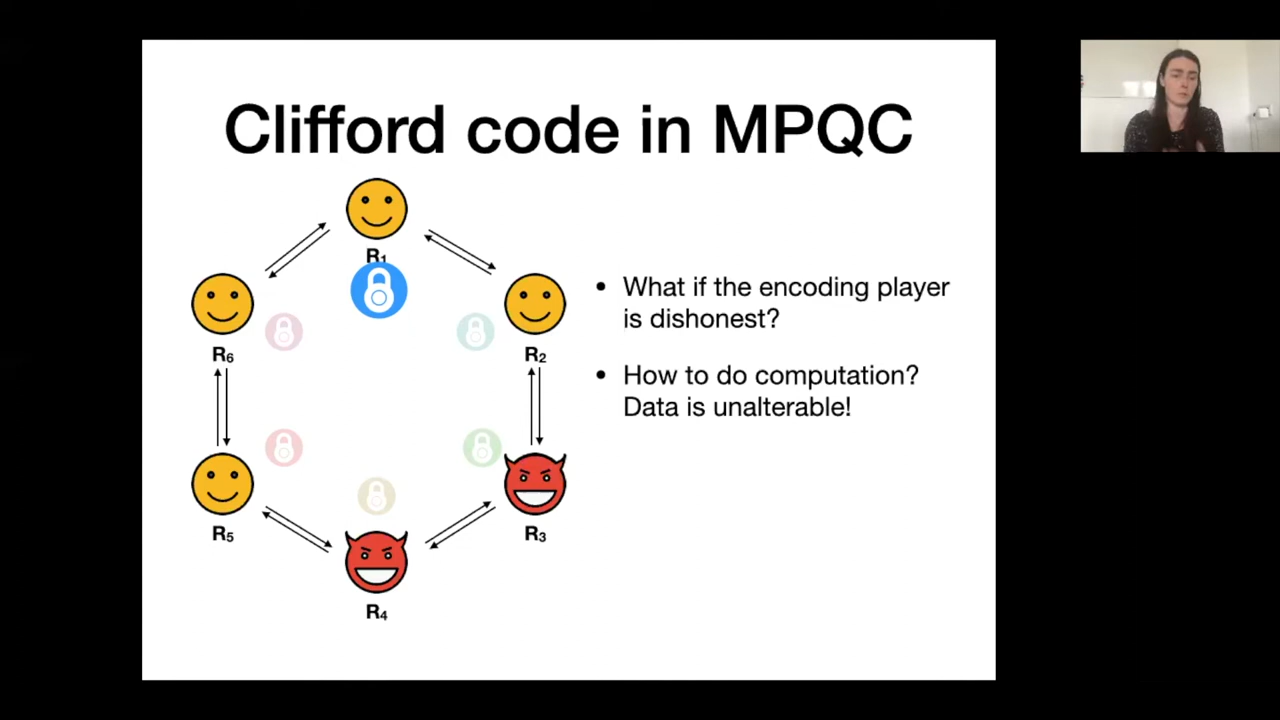 Clifford code in MPQC
R₁
R₆
R₂
R₅
R₃
R₄
• What if the encoding player
is dishonest?
• How to do computation?
Data is unalterable!